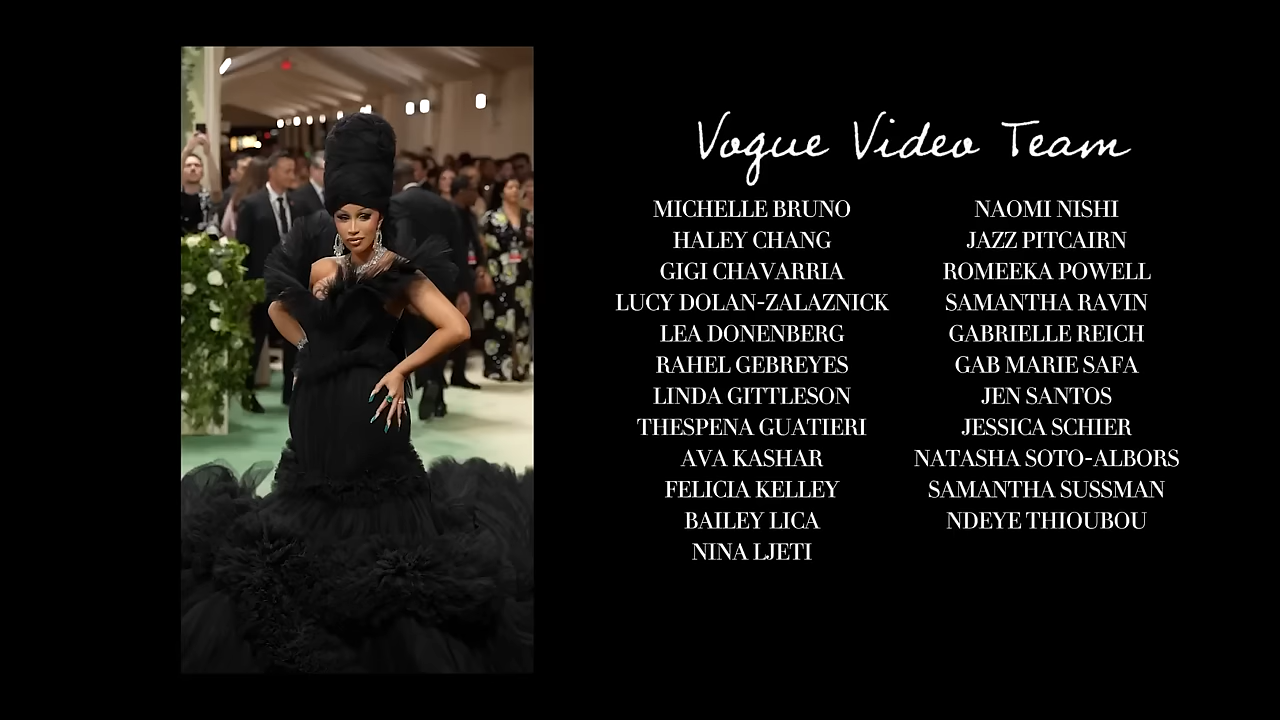 Vogue Video Team
MICHELLE BRUNO
HALEY CHANG
GIGI CHAVARRIA
LUCY DOLAN-ZALAZNICK
LEA DONENBERG
RAHEL GEBREYES
LINDA GITTLESON
THESPENA GUATIERI
AVA KASHAR
FELICIA KELLEY
BAILEY LICA
NINA LJETI
NAOMI NISHI
JAZZ PITCAIRN
ROMEEKA POWELL
SAMANTHA RAVIN
GABRIELLE REICH
GAB MARIE SAFA
JEN SANTOS
JESSICA SCHIER
NATASHA SOTO-ALBORS
SAMANTHA SUSSMAN
NDEYE THIOUBOU